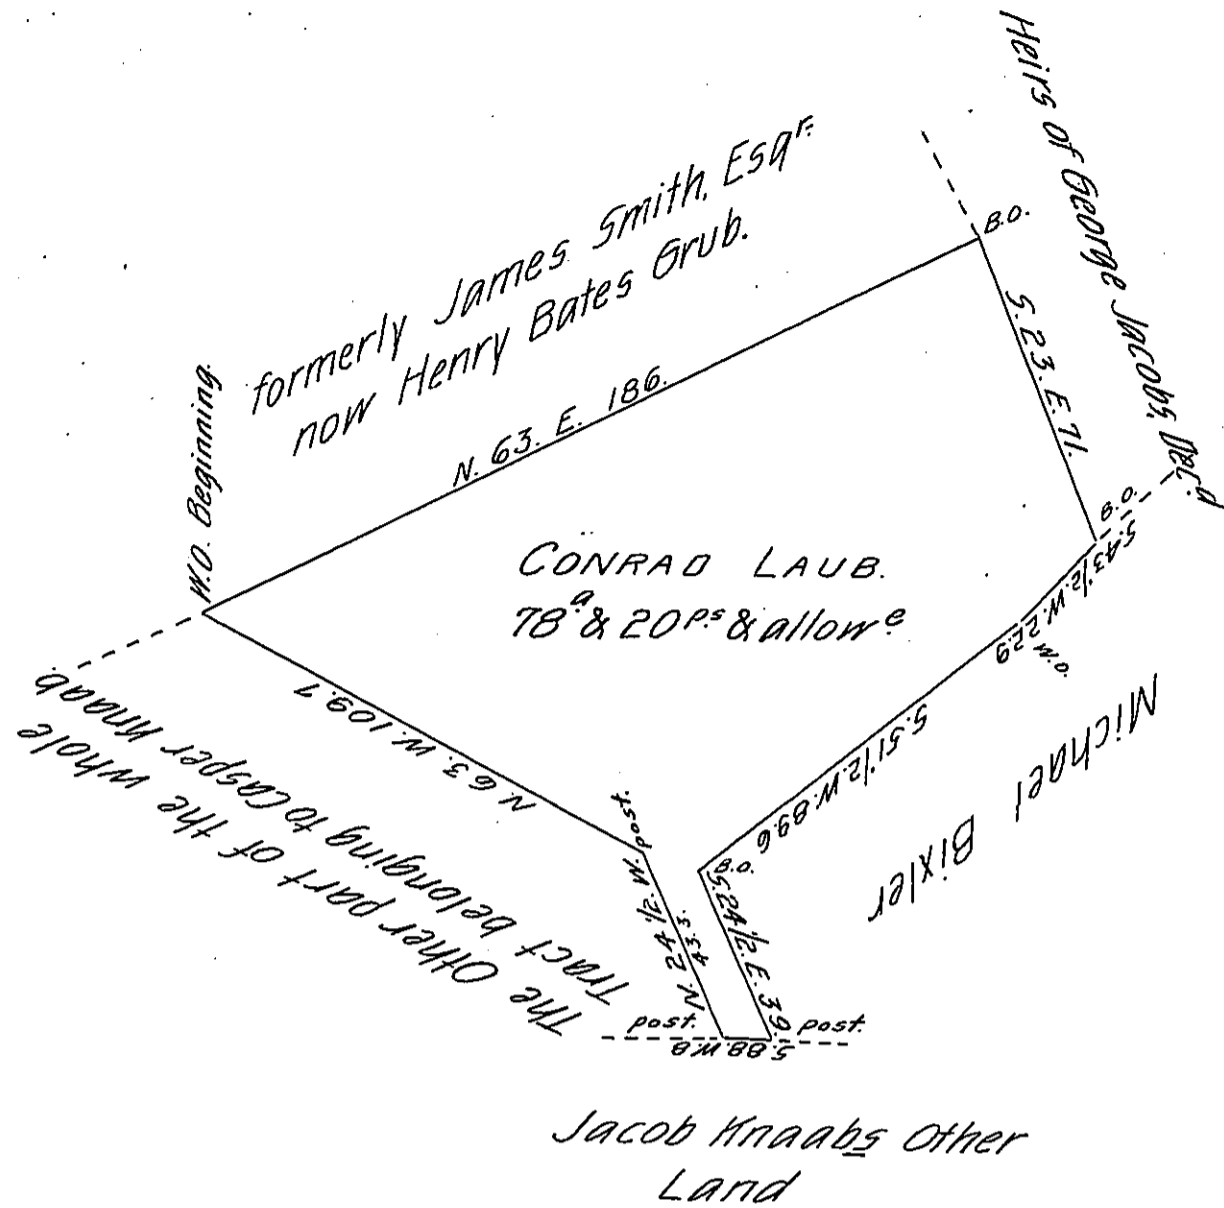 Heirs of George Jacobs, Dec.d
formerly James Smith, Esqr.
now Henry Bates Grub.
B.O.
S. 23. E. 71.
W.O. Beginning.
N. 63. E. 186.
B.O.
S. 43 1/2. W. 22.9
W.O.
CONRAD LAUB.
78a. & 20 p.s & allowe.
S. 51 1/2. W. 89.6
Michael Bixler
N. 63. W. 109.7
The Other part of the whole
Tract belonging to Casper Knaab.
post.
B.O.
N. 24 1/2. W.
43.3.
S. 24 1/2. E. 39.
post.
post.
S. 88. W. 8
Jacob Knaabs Other
Land